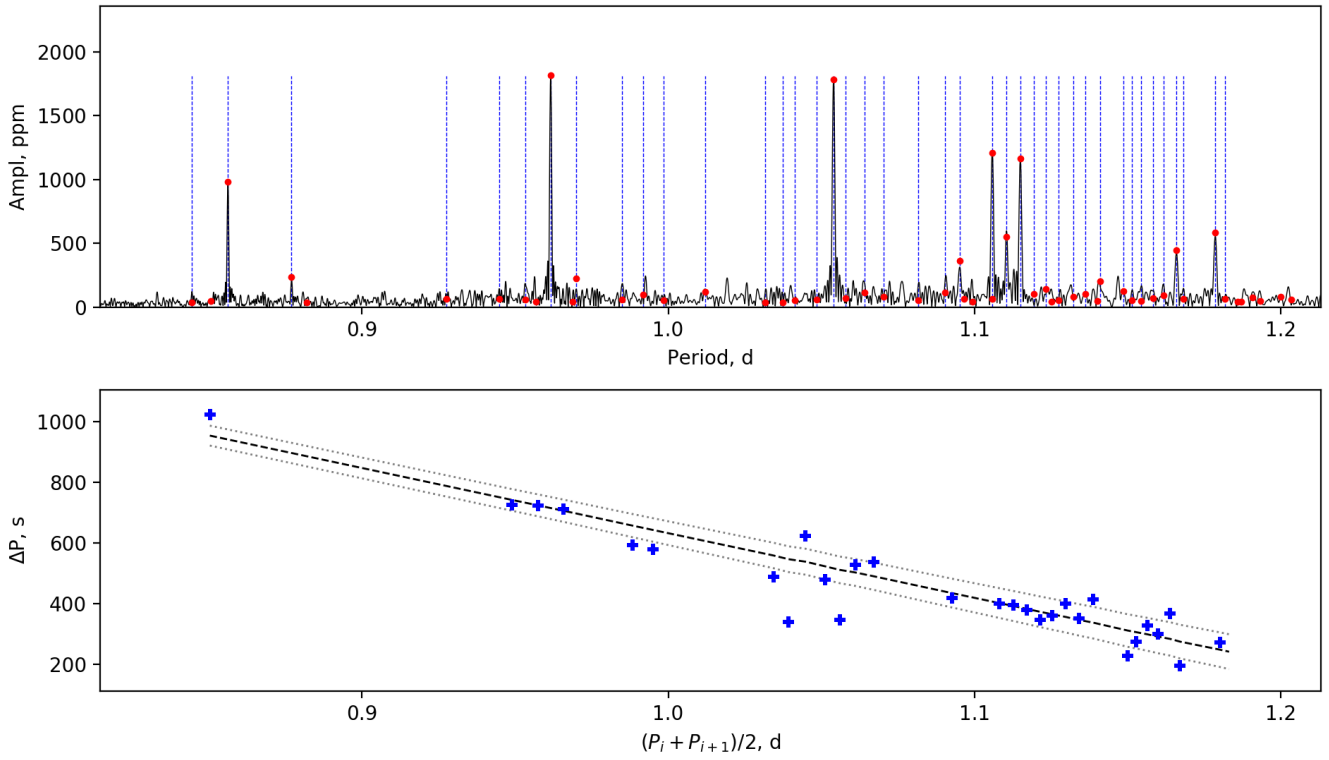 2000
1500
1000
500
0
Ampl, ppm
0.9 1.0 1.1 1.2
Period, d
1000
800
600
400
200
ΔP, s
0.9 1.0 1.1 1.2
(P_i + P_{i+1})/2, d